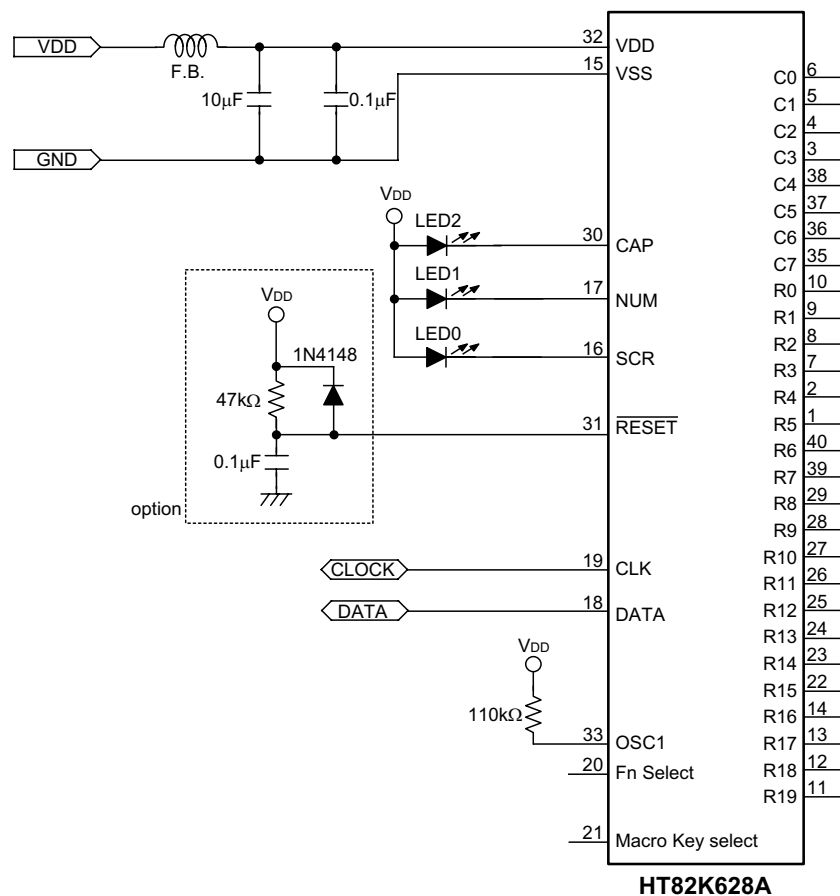 VDD
F.B.
10μF
0.1μF
GND
32 VDD
15 VSS
VDD
LED2
30 CAP
LED1
17 NUM
LED0
16 SCR
VDD
1N4148
47kΩ
0.1μF
option
31 RESET
CLOCK
19 CLK
DATA
18 DATA
VDD
110kΩ
33 OSC1
20 Fn Select
21 Macro Key select
C0 6
C1 5
C2 4
C3 3
C4 38
C5 37
C6 36
C7 35
R0 10
R1 9
R2 8
R3 7
R4 2
R5 1
R6 40
R7 39
R8 29
R9 28
R10 27
R11 26
R12 25
R13 24
R14 23
R15 22
R16 14
R17 13
R18 12
R19 11
HT82K628A